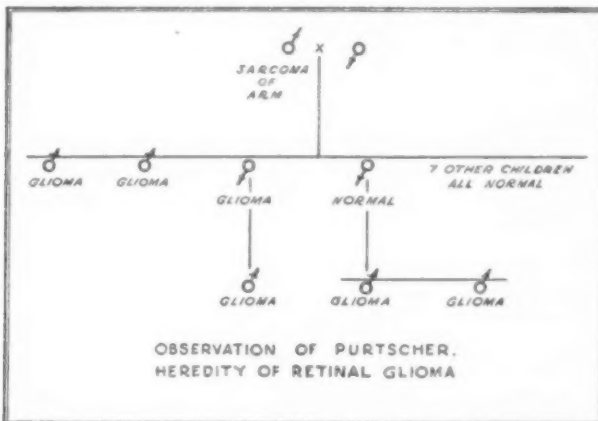 X
SARCOMA
OF
ARM
7 OTHER CHILDREN
ALL NORMAL
GLIOMA GLIOMA GLIOMA NORMAL
GLIOMA GLIOMA GLIOMA
OBSERVATION OF PURTSCHER.
HEREDITY OF RETINAL GLIOMA